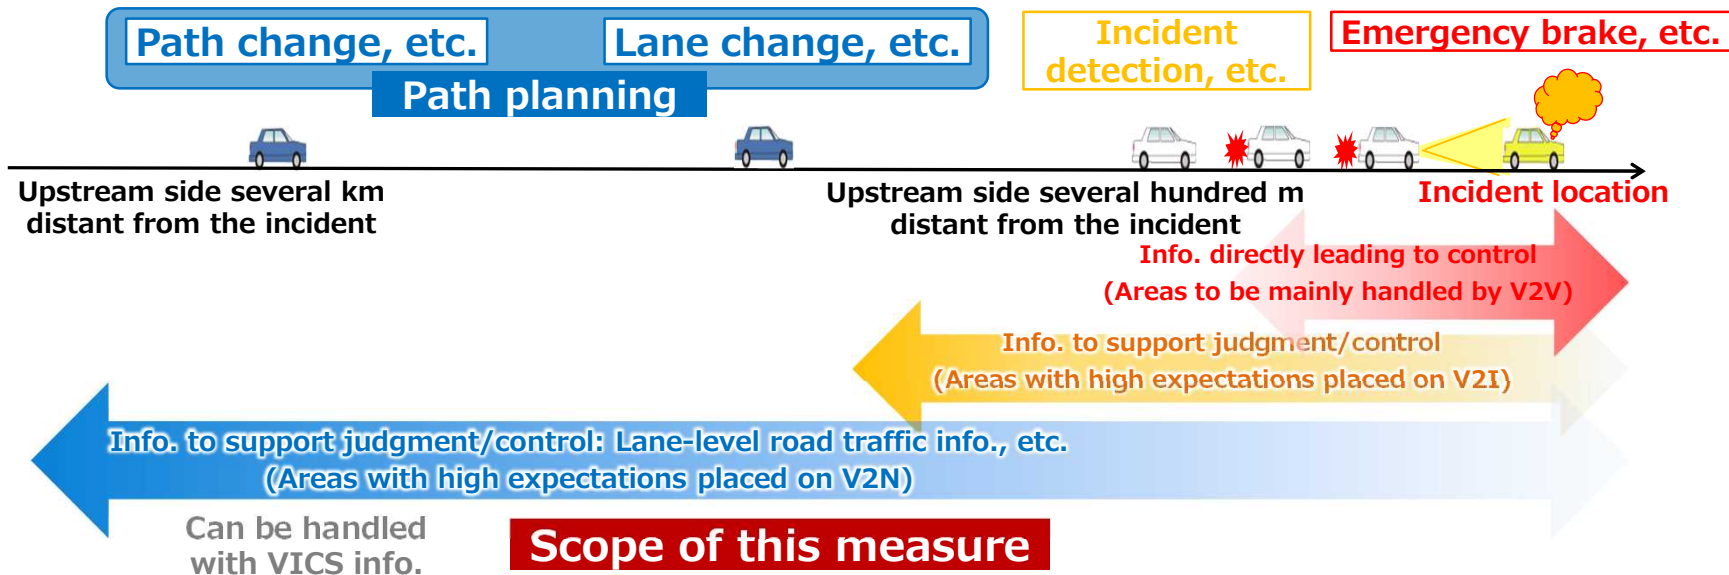 Path change, etc.
Lane change, etc.
Path planning
Incident
detection, etc.
Emergency brake, etc.
Upstream side several km
distant from the incident
Upstream side several hundred m
distant from the incident
Incident location
Info. directly leading to control
(Areas to be mainly handled by V2V)
Info. to support judgment/control
(Areas with high expectations placed on V2I)
Info. to support judgment/control: Lane-level road traffic info., etc.
(Areas with high expectations placed on V2N)
Can be handled
with VICS info.
Scope of this measure